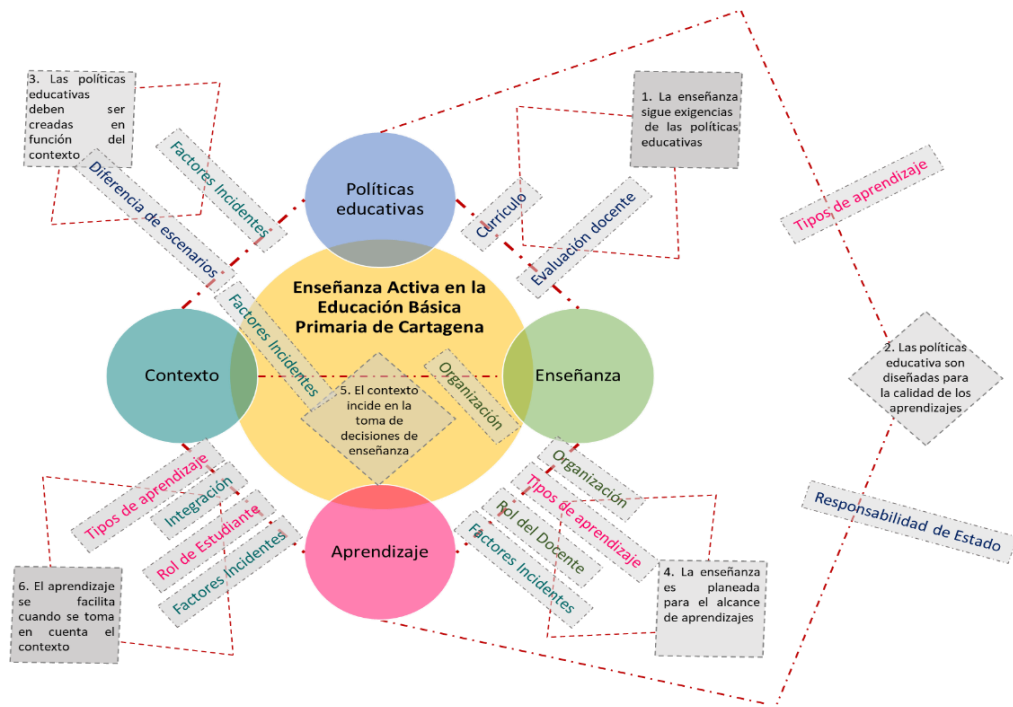 3. Las políticas
educativas
deben ser
creadas en
función del
contexto
Factores Incidentes
Diferencia de escenarios
Políticas
educativas
Currículo
1. La enseñanza
sigue exigencias
de las políticas
educativas
Evaluación docente
Tipos de aprendizaje
Enseñanza Activa en la
Educación Básica
Primaria de Cartagena
Factores Incidentes
Contexto
Organización
Enseñanza
5. El contexto
incide en la
toma de
decisiones de
enseñanza
2. Las políticas
educativa son
diseñadas para
la calidad de los
aprendizajes
Tipos de aprendizaje
Integración
Rol de Estudiante
Factores Incidentes
Aprendizaje
Organización
Tipos de aprendizaje
Rol del Docente
Factores Incidentes
Responsabilidad de Estado
6. El aprendizaje
se facilita
cuando se toma
en cuenta el
contexto
4. La enseñanza
es planeada
para el alcance
de aprendizajes